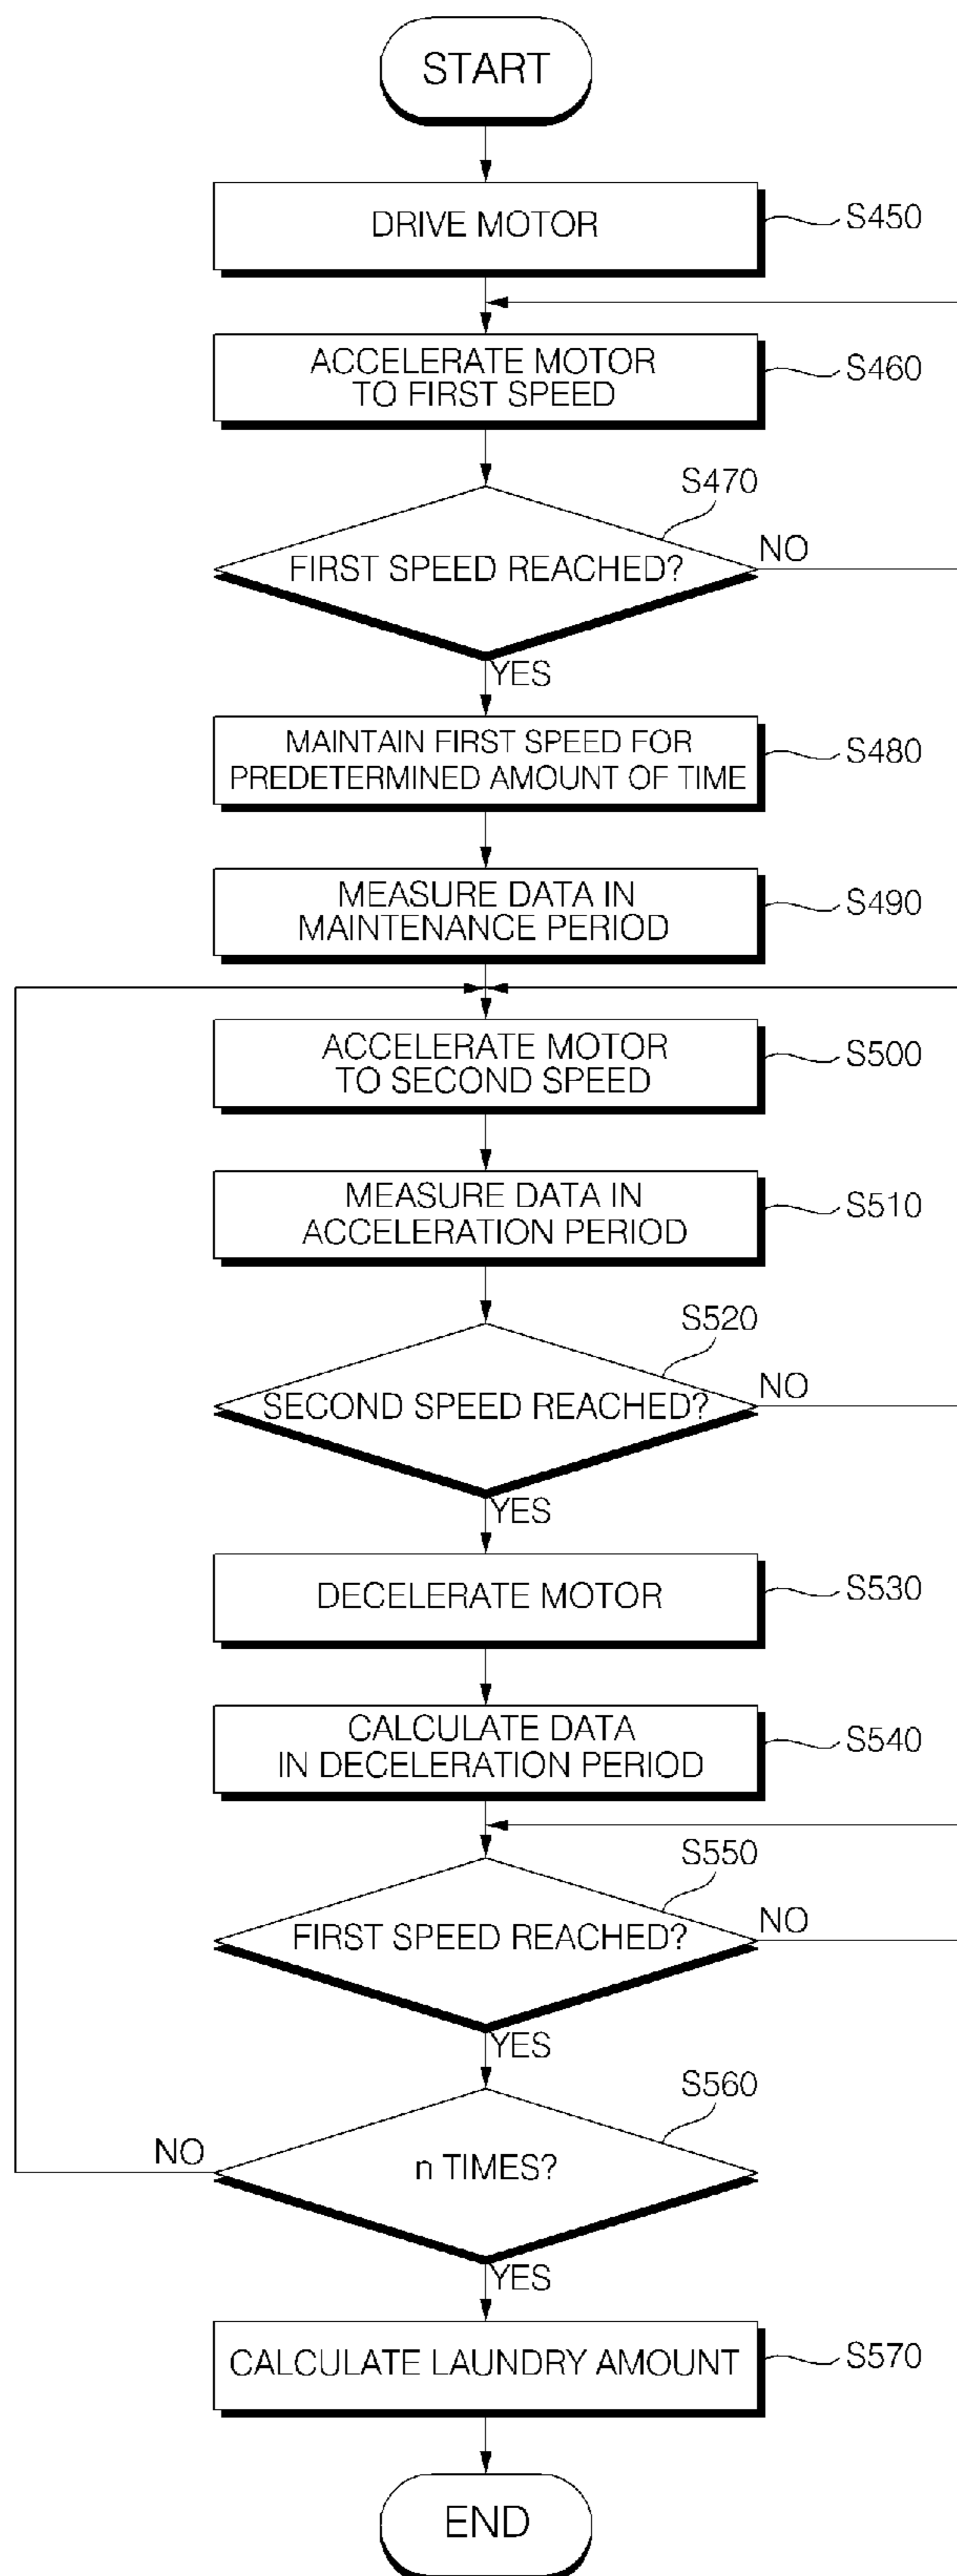 START
DRIVE MOTOR
S450
ACCELERATE MOTOR
TO FIRST SPEED
S460
S470
FIRST SPEED REACHED?
NO
YES
MAINTAIN FIRST SPEED FOR
PREDETERMINED AMOUNT OF TIME
S480
MEASURE DATA IN
MAINTENANCE PERIOD
S490
ACCELERATE MOTOR
TO SECOND SPEED
S500
MEASURE DATA IN
ACCELERATION PERIOD
S510
S520
SECOND SPEED REACHED?
NO
YES
DECELERATE MOTOR
S530
CALCULATE DATA
IN DECELERATION PERIOD
S540
S550
FIRST SPEED REACHED?
NO
YES
S560
n TIMES?
NO
YES
CALCULATE LAUNDRY AMOUNT
S570
END